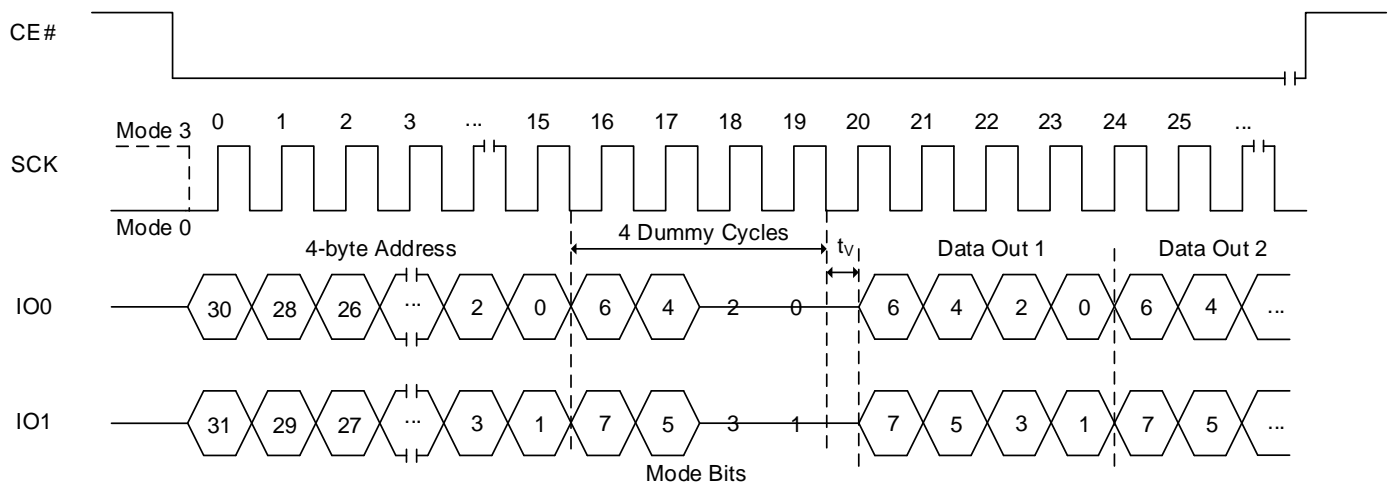 CE#
Mode 3 0 1 2 3 ... 15 16 17 18 19 20 21 22 23 24 25 ...
SCK
Mode 0
4-byte Address 4 Dummy Cycles tV Data Out 1 Data Out 2
IO0 30 28 26 ... 2 0 6 4 2 0 6 4 2 0 6 4 ...
IO1 31 29 27 ... 3 1 7 5 3 1 7 5 3 1 7 5 ...
Mode Bits